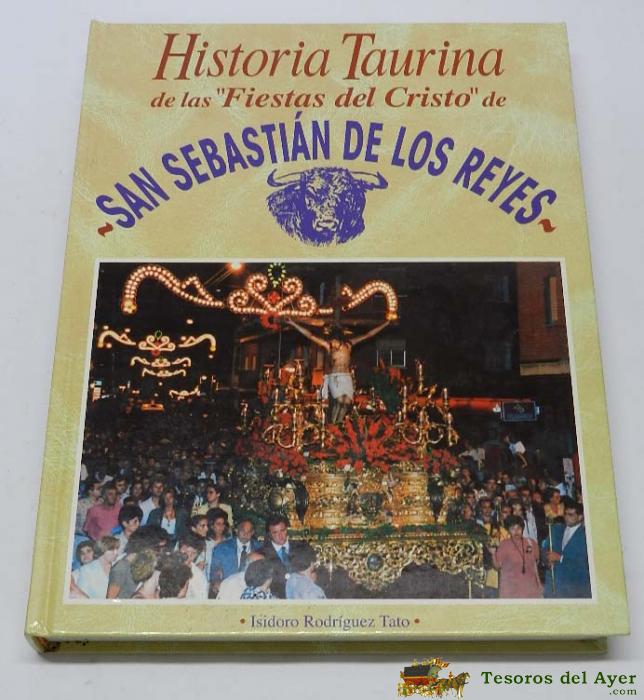 Historia Taurina
de las "Fiestas del Cristo" de
~SAN SEBASTIÁN DE LOS REYES~
• Isidoro Rodríguez Tato •
Tesoros del Ayer
.com